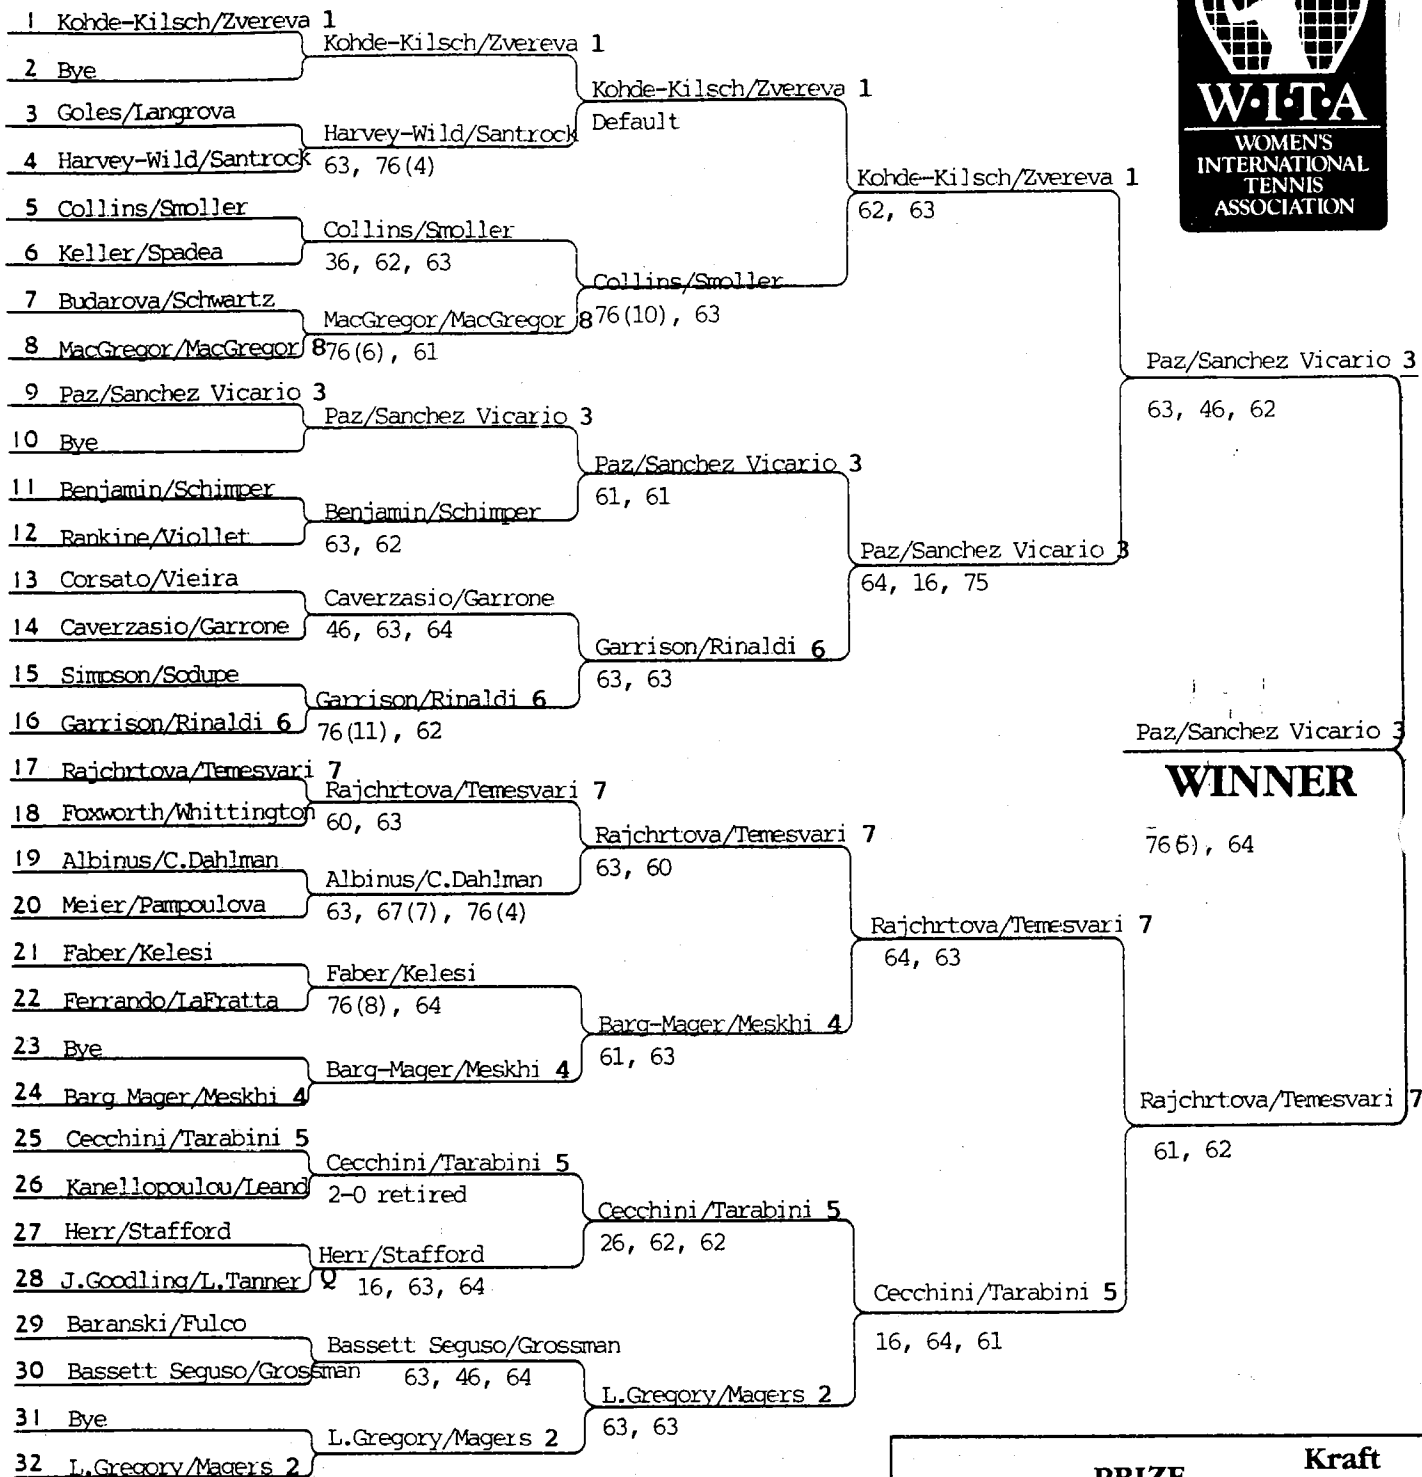 1 Kohde-Kilsch/Zvereva 1
2 Bye
3 Goles/Langrova
4 Harvey-Wild/Santrock
5 Collins/Smoller
6 Keller/Spadea
7 Budarova/Schwartz
8 MacGregor/MacGregor 8
9 Paz/Sanchez Vicario 3
10 Bye
11 Benjamin/Schimper
12 Rankine/Viollet
13 Corsato/Vieira
14 Caverzasio/Garrone
15 Simpson/Sodupe
16 Garrison/Rinaldi 6
17 Rajchrtova/Temesvari 7
18 Foxworth/Whittington
19 Albinus/C.Dahlman
20 Meier/Pampoulova
21 Faber/Kelesi
22 Ferrando/LaFratta
23 Bye
24 Barg Mager/Meskhi 4
25 Cecchini/Tarabini 5
26 Kanellopoulou/Leand
27 Herr/Stafford
28 J.Goodling/L.Tanner Q
29 Baranski/Fulco
30 Bassett Seguso/Grossman
31 Bye
32 L.Gregory/Magers 2
Kohde-Kilsch/Zvereva 1
Harvey-Wild/Santrock
63, 76(4)
Collins/Smoller
36, 62, 63
MacGregor/MacGregor 8
76(6), 61
Paz/Sanchez Vicario 3
Benjamin/Schimper
63, 62
Caverzasio/Garrone
46, 63, 64
Garrison/Rinaldi 6
76(11), 62
Rajchrtova/Temesvari 7
60, 63
Albinus/C.Dahlman
63, 67(7), 76(4)
Faber/Kelesi
76(8), 64
Barg-Mager/Meskhi 4
Cecchini/Tarabini 5
2-0 retired
Herr/Stafford
16, 63, 64
Bassett Seguso/Grossman
63, 46, 64
L.Gregory/Magers 2
Kohde-Kilsch/Zvereva 1
Default
Collins/Smoller
76(10), 63
Paz/Sanchez Vicario 3
61, 61
Garrison/Rinaldi 6
63, 63
Rajchrtova/Temesvari 7
63, 60
Barg-Mager/Meskhi 4
61, 63
Cecchini/Tarabini 5
26, 62, 62
L.Gregory/Magers 2
63, 63
Kohde-Kilsch/Zvereva 1
62, 63
Paz/Sanchez Vicario 3
64, 16, 75
Rajchrtova/Temesvari 7
64, 63
Cecchini/Tarabini 5
16, 64, 61
W·I·T·A
WOMEN'S
INTERNATIONAL
TENNIS
ASSOCIATION
Paz/Sanchez Vicario 3
63, 46, 62
Rajchrtova/Temesvari 7
61, 62
Paz/Sanchez Vicario 3
WINNER
76 5), 64
Kraft
PRIZE